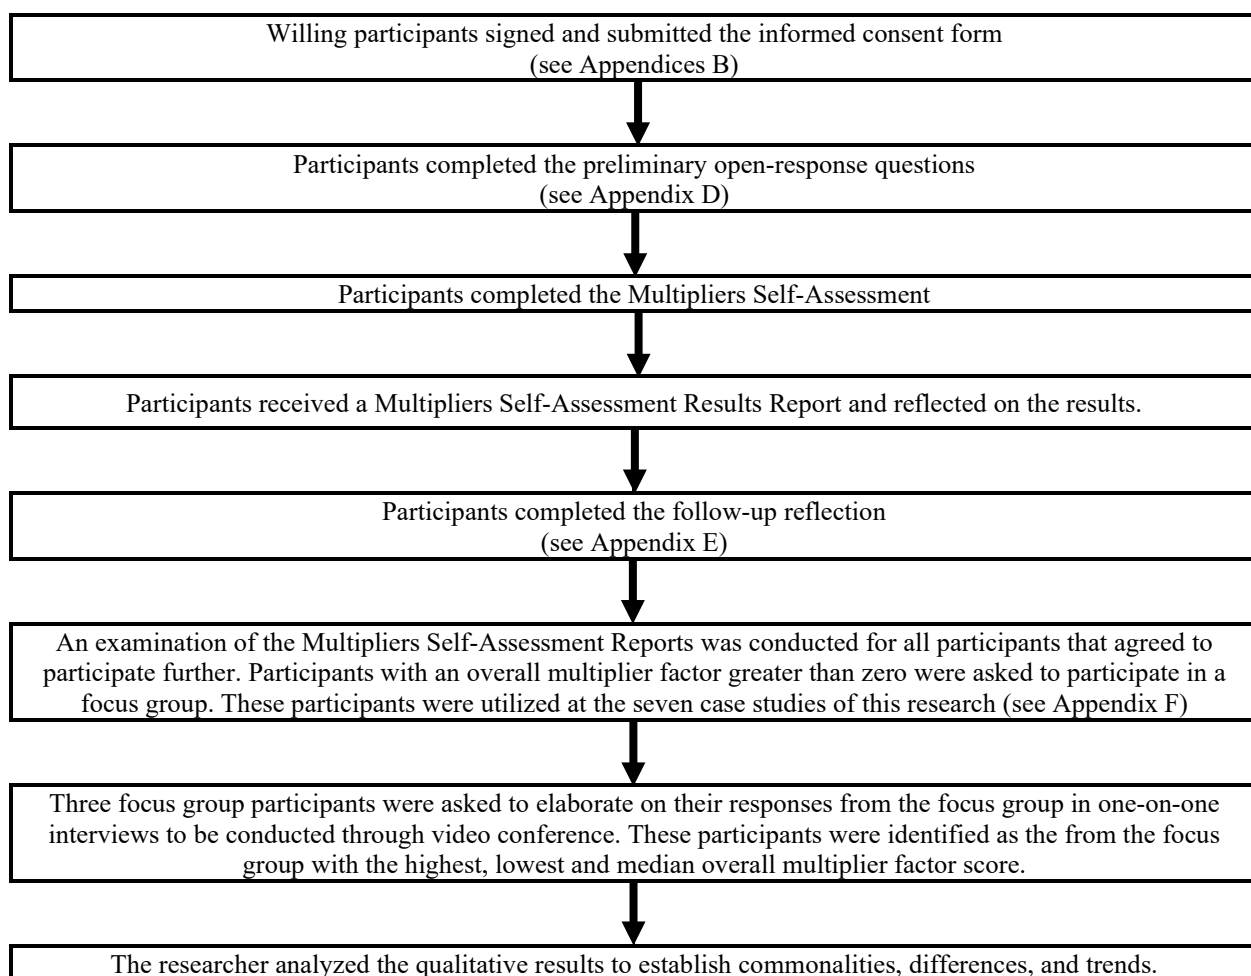 Willing participants signed and submitted the informed consent form
(see Appendices B)
Participants completed the preliminary open-response questions
(see Appendix D)
Participants completed the Multipliers Self-Assessment
Participants received a Multipliers Self-Assessment Results Report and reflected on the results.
Participants completed the follow-up reflection
(see Appendix E)
An examination of the Multipliers Self-Assessment Reports was conducted for all participants that agreed to
participate further. Participants with an overall multiplier factor greater than zero were asked to participate in a
focus group. These participants were utilized at the seven case studies of this research (see Appendix F)
Three focus group participants were asked to elaborate on their responses from the focus group in one-on-one
interviews to be conducted through video conference. These participants were identified as the from the focus
group with the highest, lowest and median overall multiplier factor score.
The researcher analyzed the qualitative results to establish commonalities, differences, and trends.